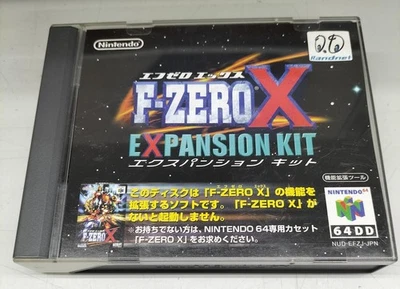 Nintendo
Randnet
エフゼロ エックス
F-ZERO X
EXPANSION KIT
エクスパンション キット
機能拡張ツール
このディスクは「F-ZERO X」の機能を
拡張するソフトです。「F-ZERO X」が
ないと起動しません。
※お持ちでない方は、NINTENDO 64専用カセット
「F-ZERO X」をお求めください。
NINTENDO 64
64DD
NUD-EFZJ-JPN